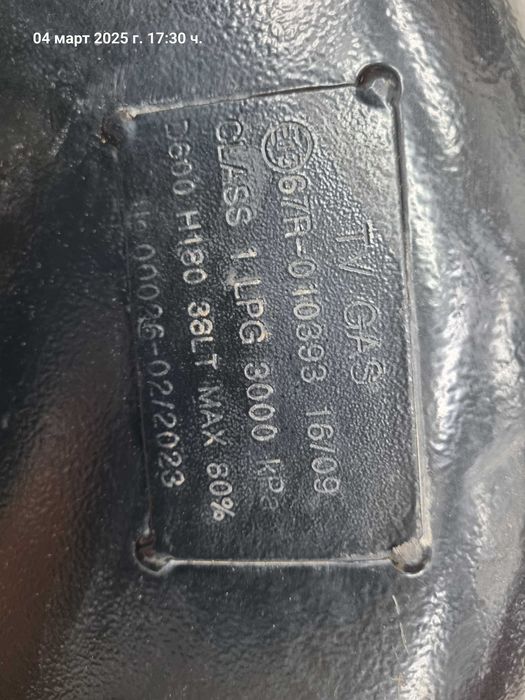 04 март 2025 г. 17:30 ч.
TV GAS
E 67R-010393 16/09
CLASS 1 LPG 3000 kPa
D600 H180 38LT MAX 80%
00026-02/2023